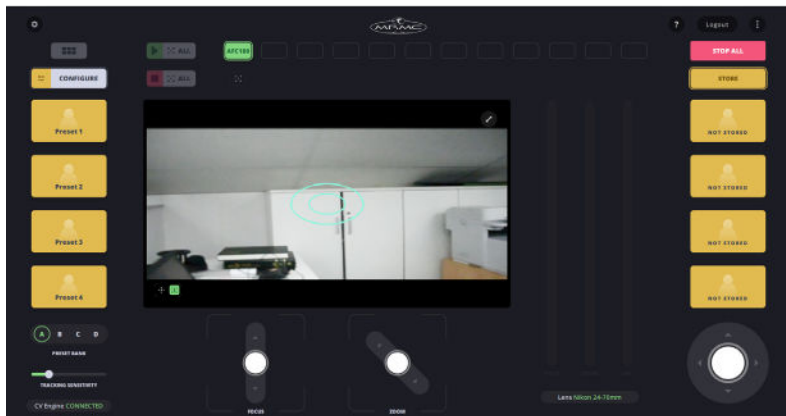 MRMC
?
Logout
ALL
AFC180
STOP ALL
CONFIGURE
ALL
STORE
Preset 1
NOT STORED
Preset 2
NOT STORED
Preset 3
NOT STORED
Preset 4
NOT STORED
A B C D
PRESET BANK
TRACKING SENSITIVITY
Lens Nikon 24-70mm
CV Engine CONNECTED
FOCUS
ZOOM